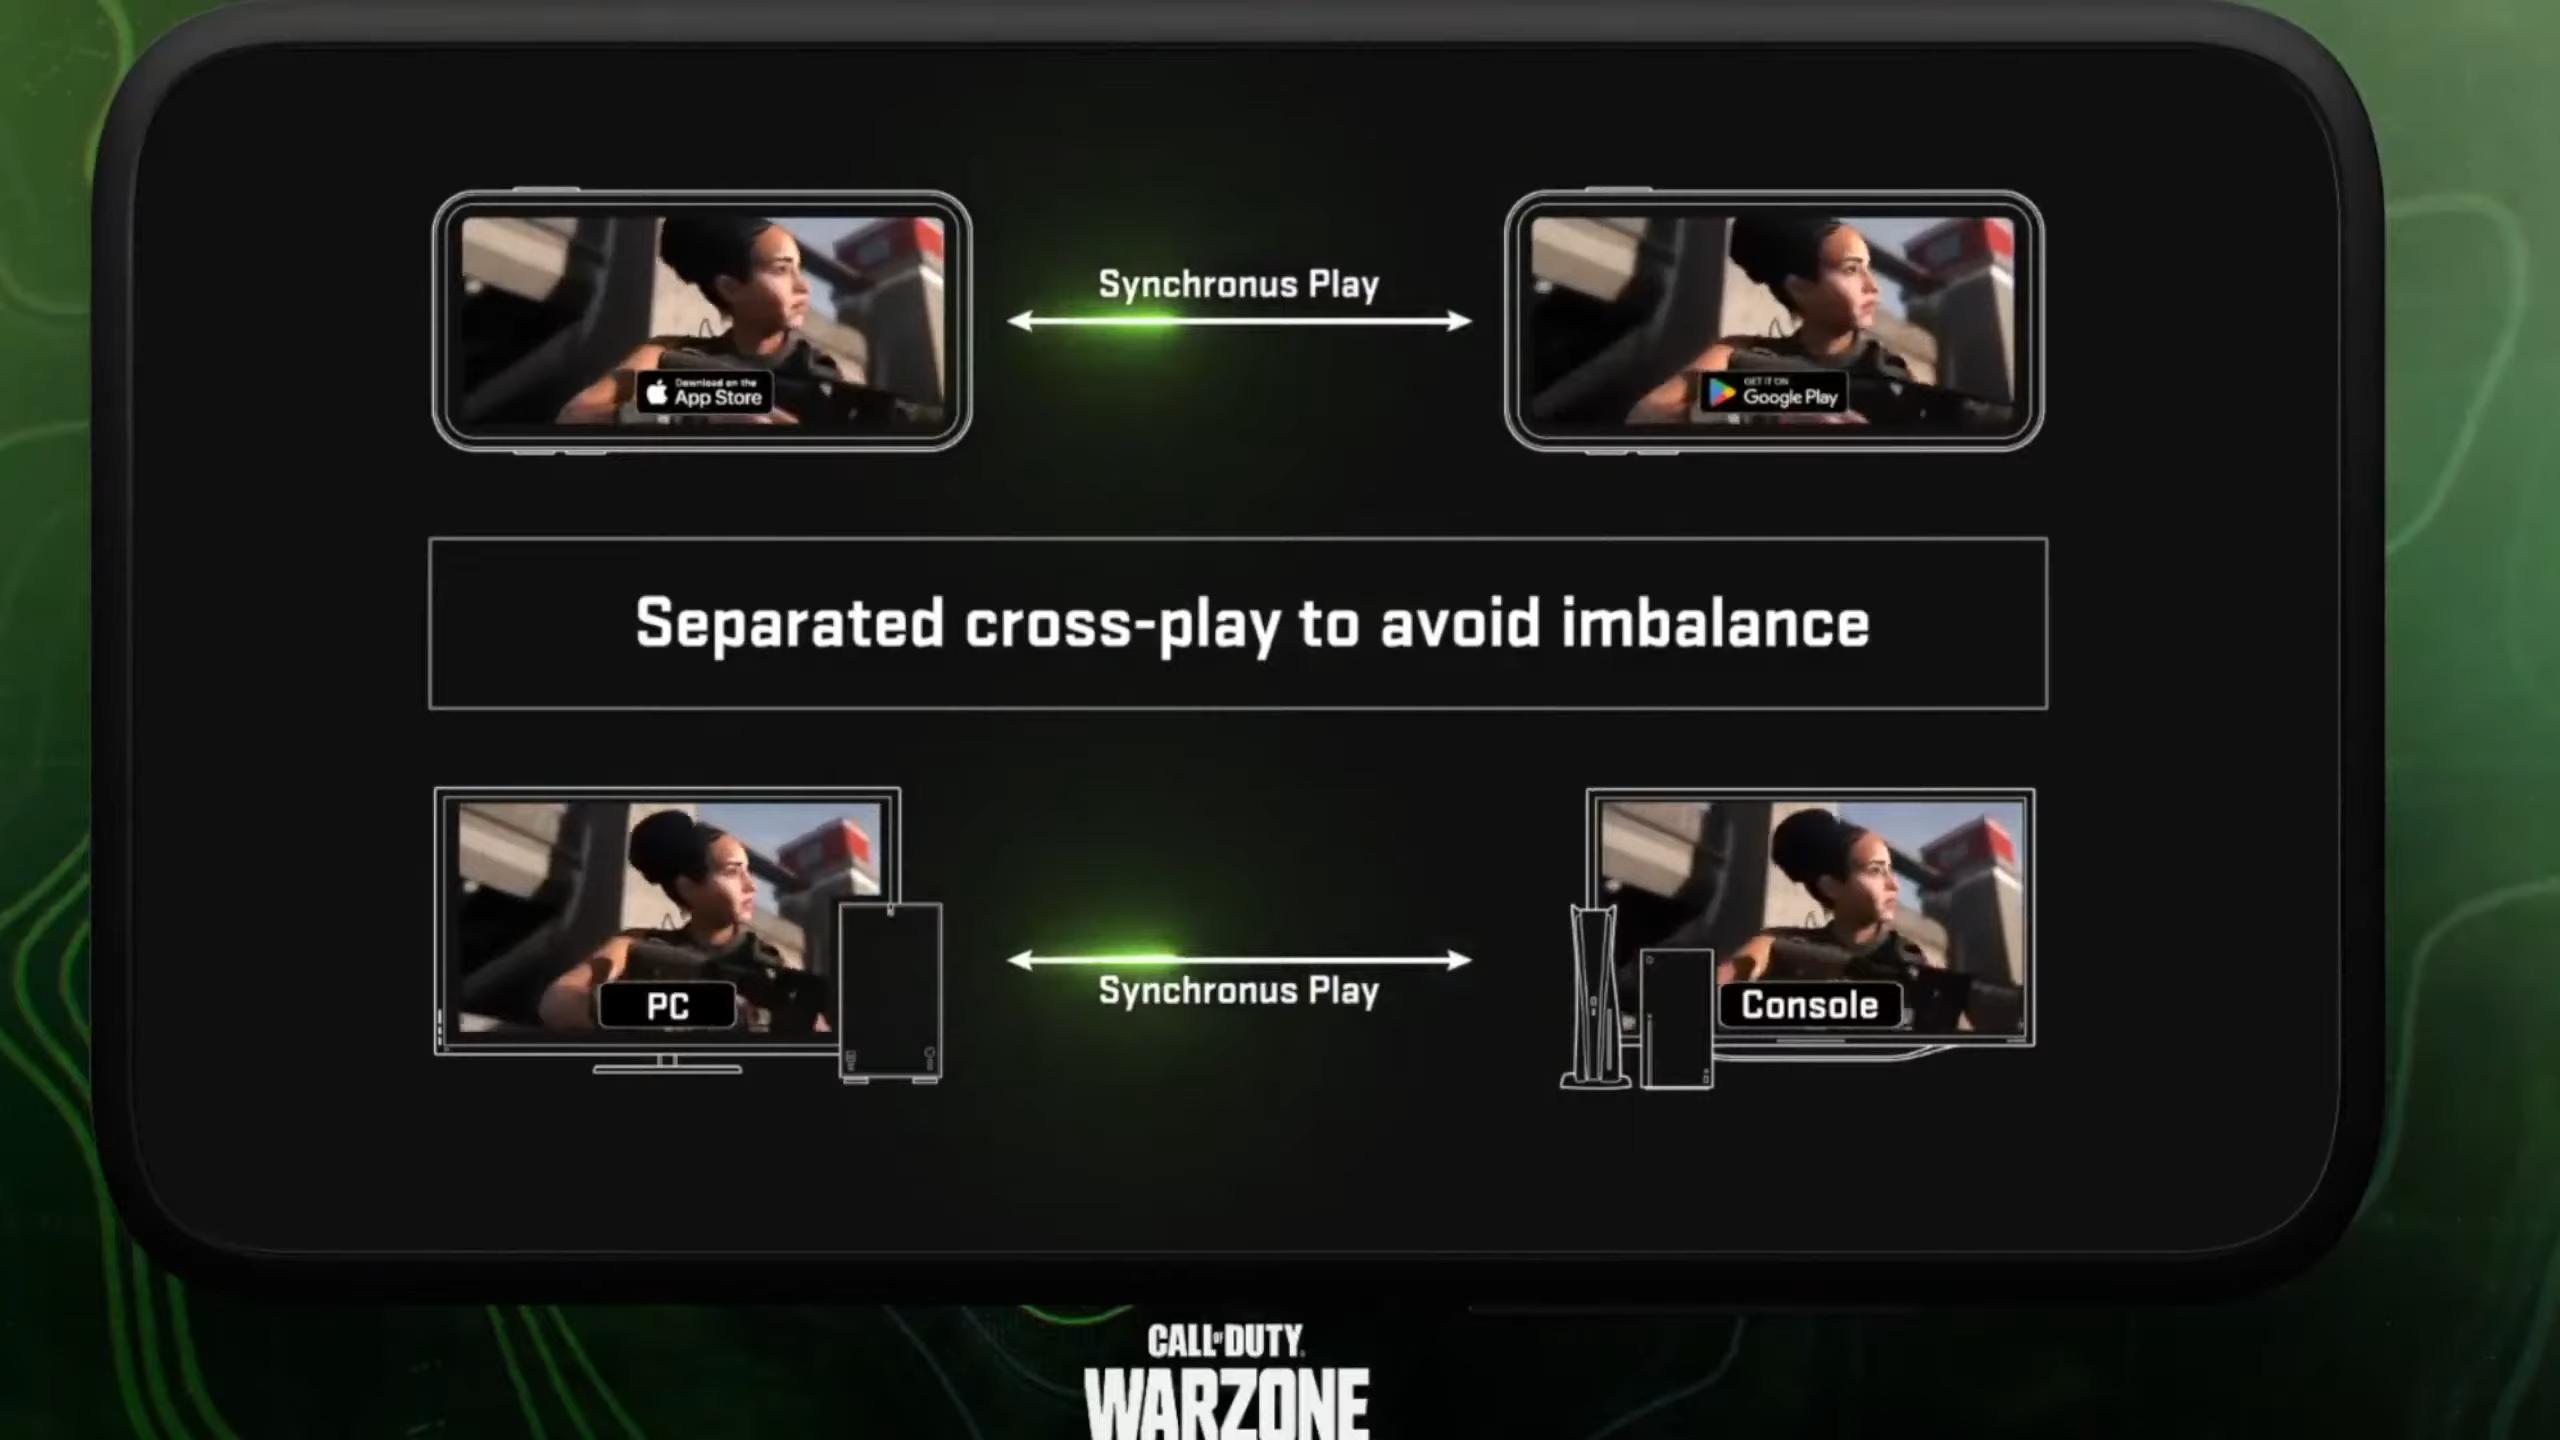 Synchronus Play
Download on the
App Store
GET IT ON
Google Play
Separated cross-play to avoid imbalance
PC
Synchronus Play
Console
CALL OF DUTY
WARZONE